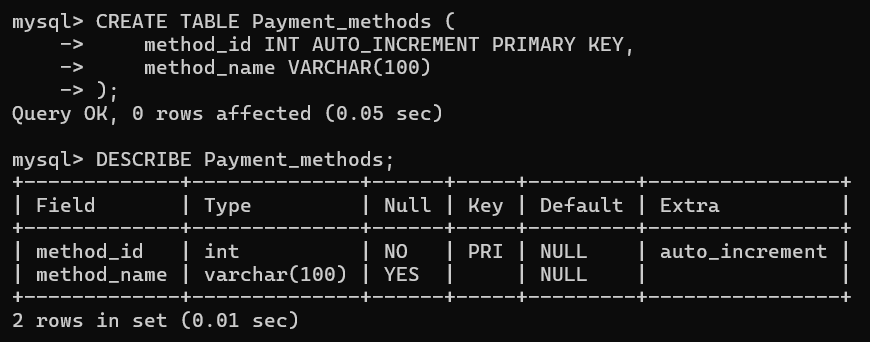 mysql> CREATE TABLE Payment_methods (
    ->     method_id INT AUTO_INCREMENT PRIMARY KEY,
    ->     method_name VARCHAR(100)
    -> );
Query OK, 0 rows affected (0.05 sec)

mysql> DESCRIBE Payment_methods;
+-------------+--------------+------+-----+---------+----------------+
| Field       | Type         | Null | Key | Default | Extra          |
+-------------+--------------+------+-----+---------+----------------+
| method_id   | int          | NO   | PRI | NULL    | auto_increment |
| method_name | varchar(100) | YES  |     | NULL    |                |
+-------------+--------------+------+-----+---------+----------------+
2 rows in set (0.01 sec)